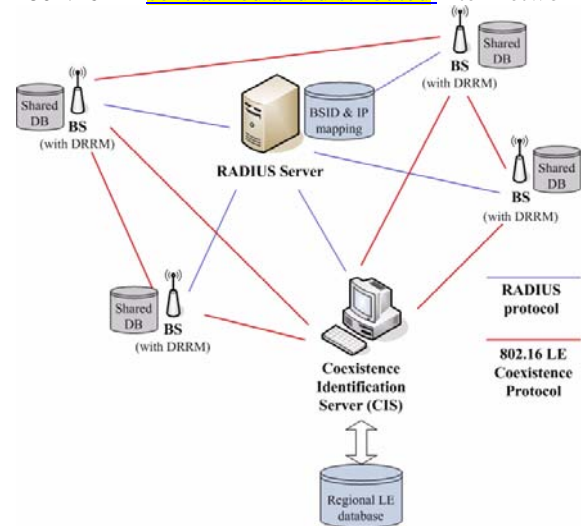 Shared
DB
BS
(with DRRM)
BSID & IP
mapping
RADIUS Server
BS
(with DRRM)
Shared
DB
BS
(with DRRM)
Shared
DB
Shared
DB
BS
(with DRRM)
Coexistence
Identification
Server (CIS)
RADIUS
protocol
802.16 LE
Coexistence
Protocol
Regional LE
database